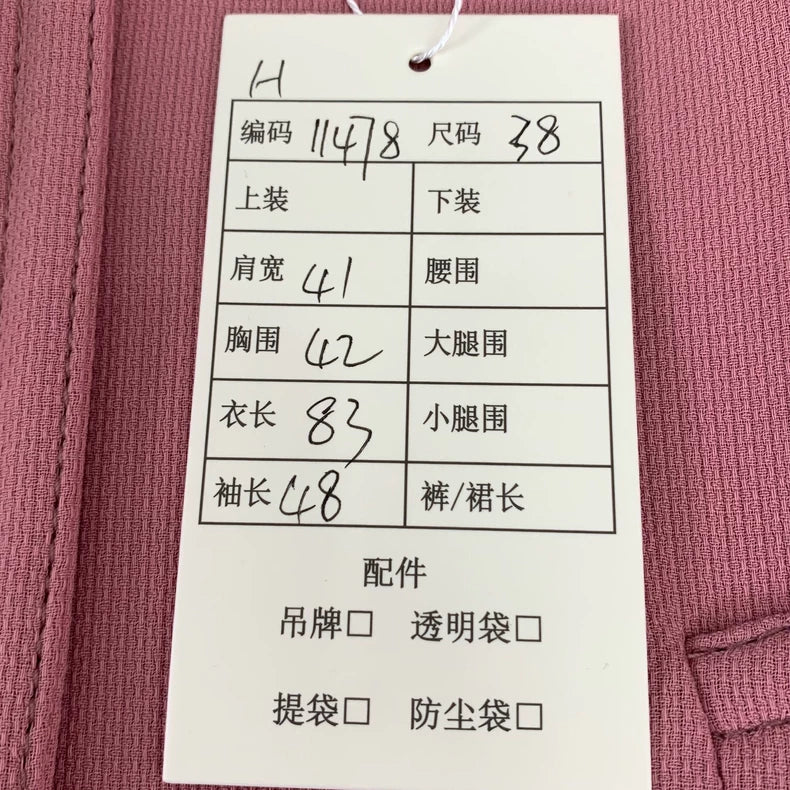 H
编码 11478 尺码 38
上装 下装
肩宽 41 腰围
胸围 42 大腿围
衣长 83 小腿围
袖长 48 裤/裙长
配件
吊牌□ 透明袋□
提袋□ 防尘袋□